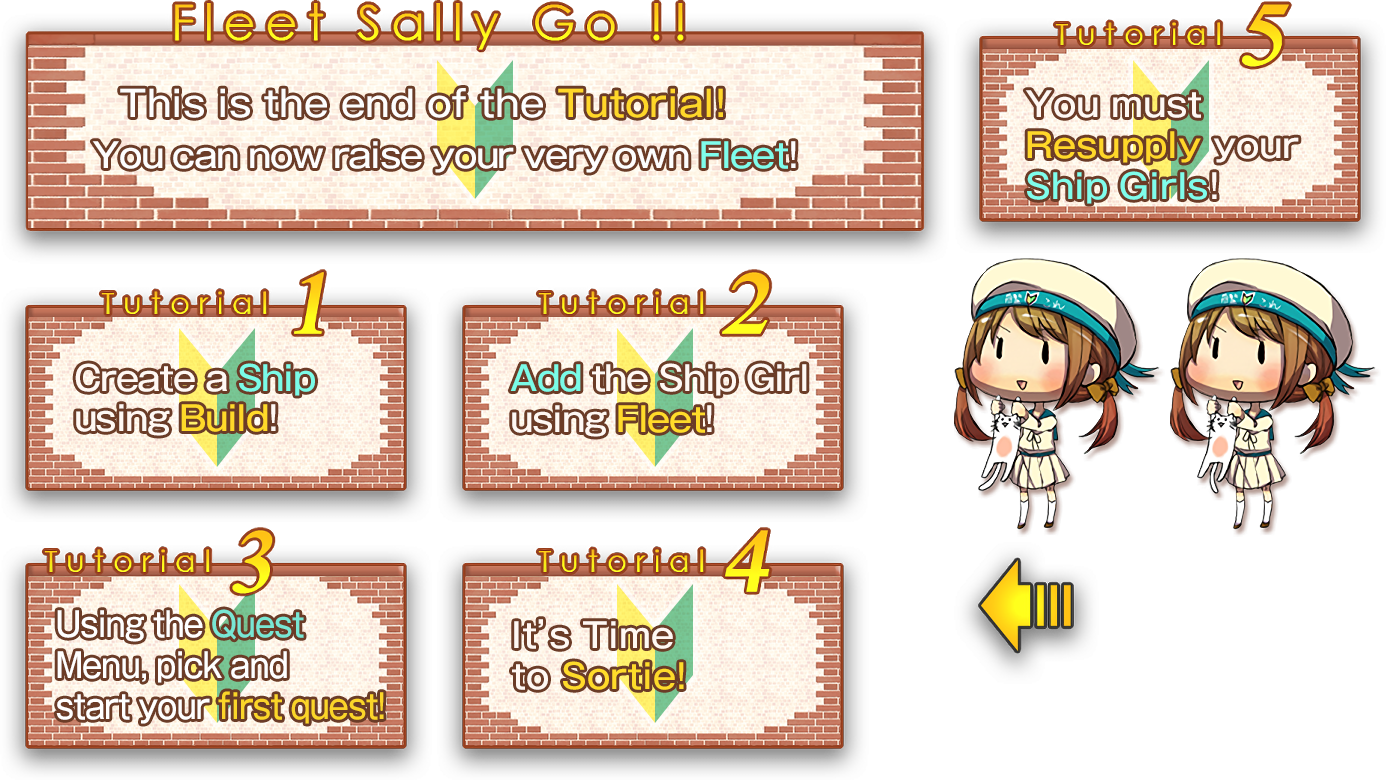 Fleet Sally Go !!
This is the end of the Tutorial!
You can now raise your very own Fleet!
Tutorial 5
You must
Resupply your
Ship Girls!
Tutorial 1
Create a Ship
using Build!
Tutorial 2
Add the Ship Girl
using Fleet!
Tutorial 3
Using the Quest
Menu, pick and
start your first quest!
Tutorial 4
It's Time
to Sortie!